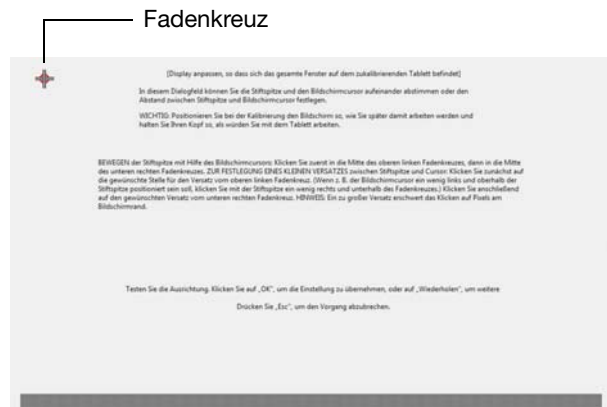 Fadenkreuz
[Display anpassen, so dass sich das gesamte Fenster auf dem zukalibrierenden Tablett befindet]
In diesem Dialogfeld können Sie die Stiftspitze und den Bildschirmcursor aufeinander abstimmen oder den
Abstand zwischen Stiftspitze und Bildschirmcursor festlegen.
WICHTIG: Positionieren Sie bei der Kalibrierung den Bildschirm so, wie Sie später damit arbeiten werden und
halten Sie Ihren Kopf so, als würden Sie mit dem Tablett arbeiten.
BEWEGEN der Stiftspitze mit Hilfe des Bildschirmcursors: Klicken Sie zuerst in die Mitte des oberen linken Fadenkreuzes, dann in die Mitte
des unteren rechten Fadenkreuzes. ZUR FESTLEGUNG EINES KLEINEN VERSATZES zwischen Stiftspitze und Cursor: Klicken Sie zunächst auf
die gewünschte Stelle für den Versatz vom oberen linken Fadenkreuz. (Wenn z. B. der Bildschirmcursor ein wenig links und oberhalb der
Stiftspitze positioniert sein soll, klicken Sie mit der Stiftspitze ein wenig rechts und unterhalb des Fadenkreuzes.) Klicken Sie anschließend
auf den gewünschten Versatz vom unteren rechten Fadenkreuz. HINWEIS: Ein zu großer Versatz erschwert das Klicken auf Pixels am
Bildschirmrand.
Testen Sie die Ausrichtung. Klicken Sie auf „OK", um die Einstellung zu übernehmen, oder auf „Wiederholen", um weitere
Drücken Sie „Esc", um den Vorgang abzubrechen.